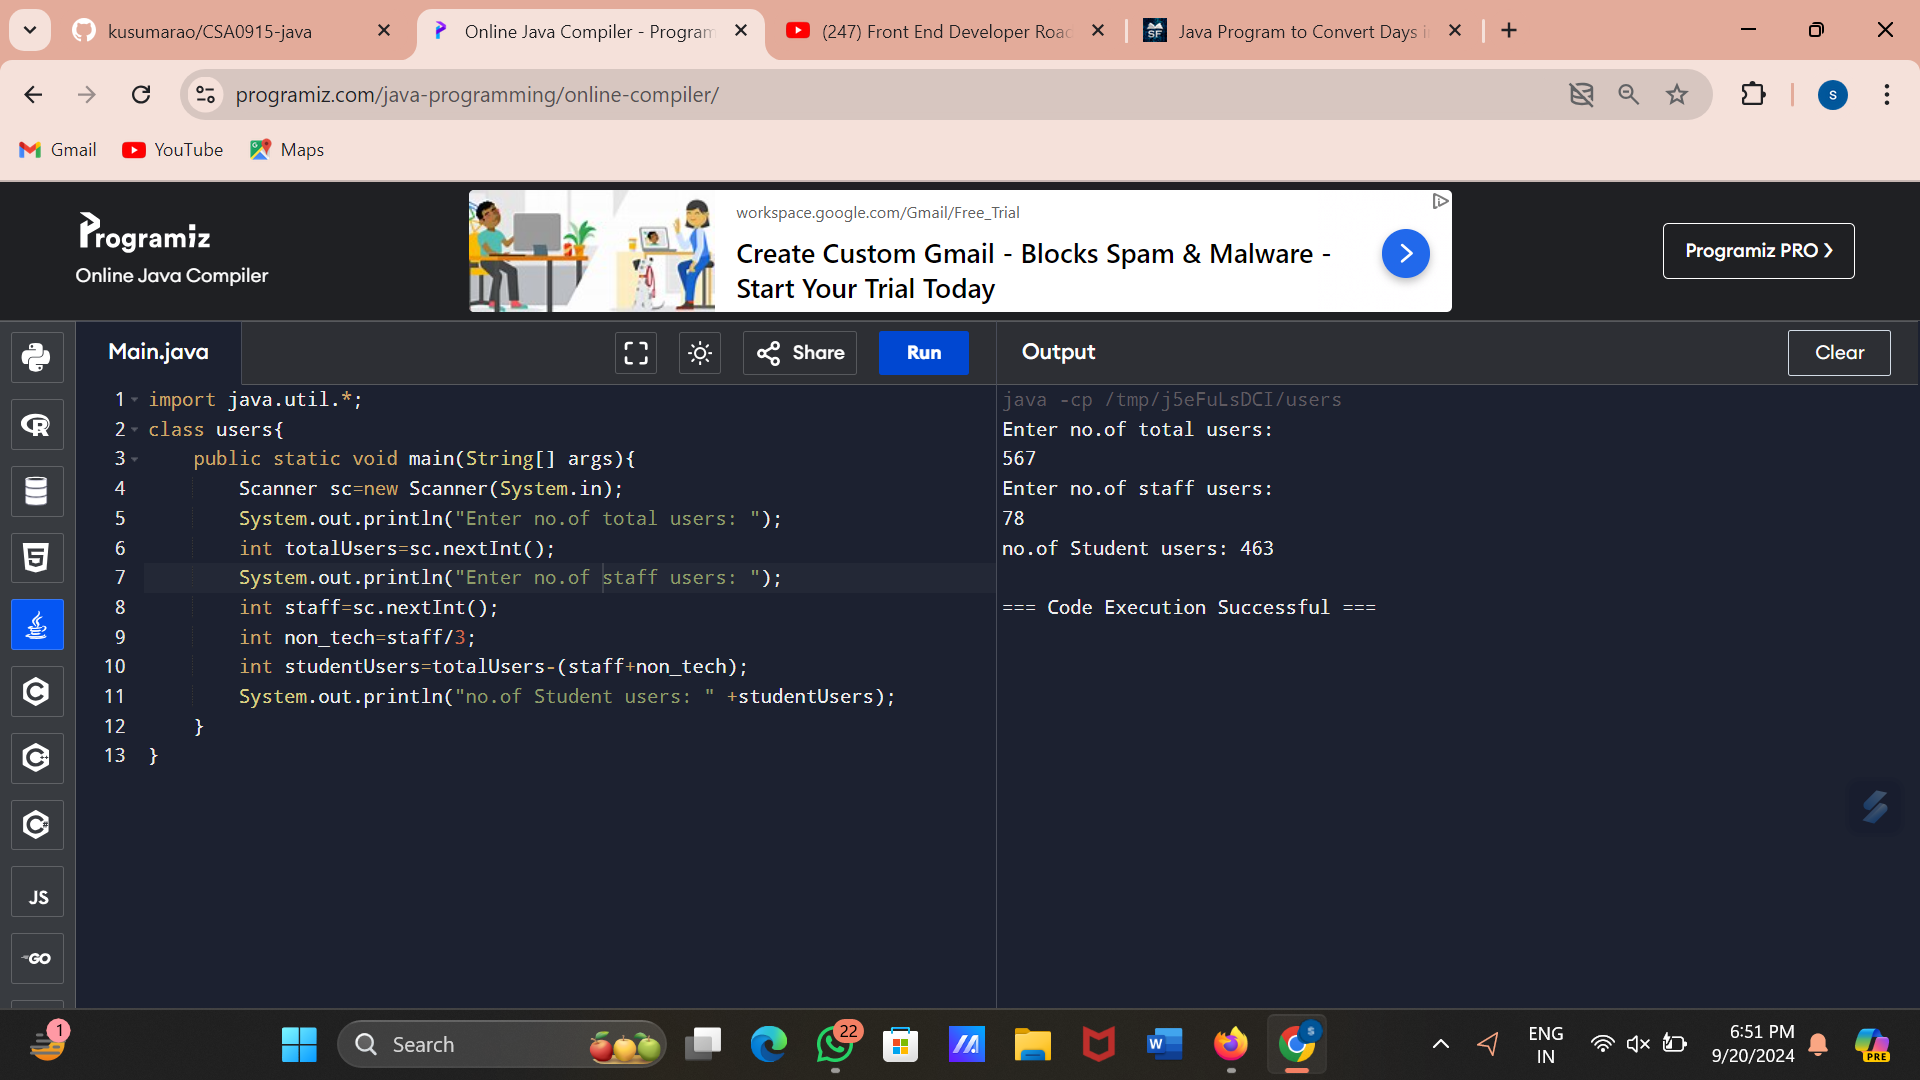 kusumarao/CSA0915-java
Online Java Compiler - Program
(247) Front End Developer Road
Java Program to Convert Days i
programiz.com/java-programming/online-compiler/
s
Gmail
YouTube
Maps
Programiz
Online Java Compiler
workspace.google.com/Gmail/Free_Trial
Create Custom Gmail - Blocks Spam & Malware -
Start Your Trial Today
Programiz PRO ❯
Main.java
Share
Run
Output
Clear
1 import java.util.*;
2 class users{
3     public static void main(String[] args){
4         Scanner sc=new Scanner(System.in);
5         System.out.println("Enter no.of total users: ");
6         int totalUsers=sc.nextInt();
7         System.out.println("Enter no.of staff users: ");
8         int staff=sc.nextInt();
9         int non_tech=staff/3;
10         int studentUsers=totalUsers-(staff+non_tech);
11         System.out.println("no.of Student users: " +studentUsers);
12     }
13 }
java -cp /tmp/j5eFuLsDCI/users
Enter no.of total users:
567
Enter no.of staff users:
78
no.of Student users: 463
=== Code Execution Successful ===
R
5
C
C++
C#
JS
GO
1
Search
22
W
S
ENG
IN
6:51 PM
9/20/2024
PRE